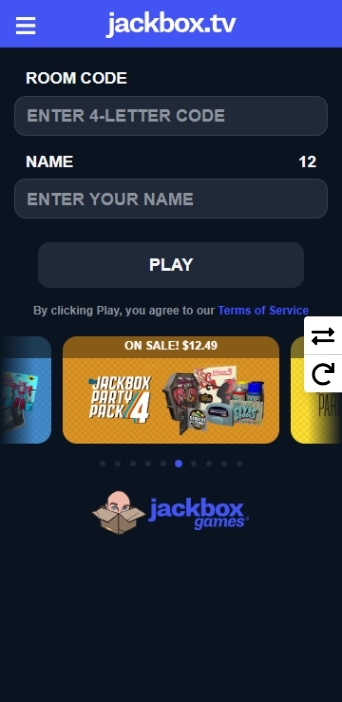 jackbox.tv
ROOM CODE
ENTER 4-LETTER CODE
NAME 12
ENTER YOUR NAME
PLAY
By clicking Play, you agree to our Terms of Service
ON SALE! $12.49
THE JACKBOX
PARTY
PACK 4
PAR
jackbox
games